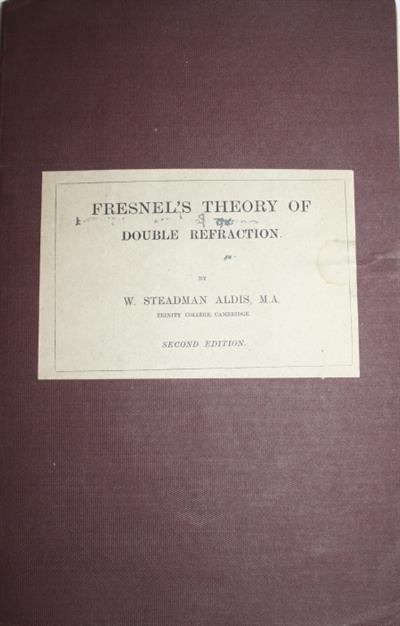 FRESNEL'S THEORY OF
DOUBLE REFRACTION.
BY
W. STEADMAN ALDIS, M.A.
TRINITY COLLEGE, CAMBRIDGE
SECOND EDITION.